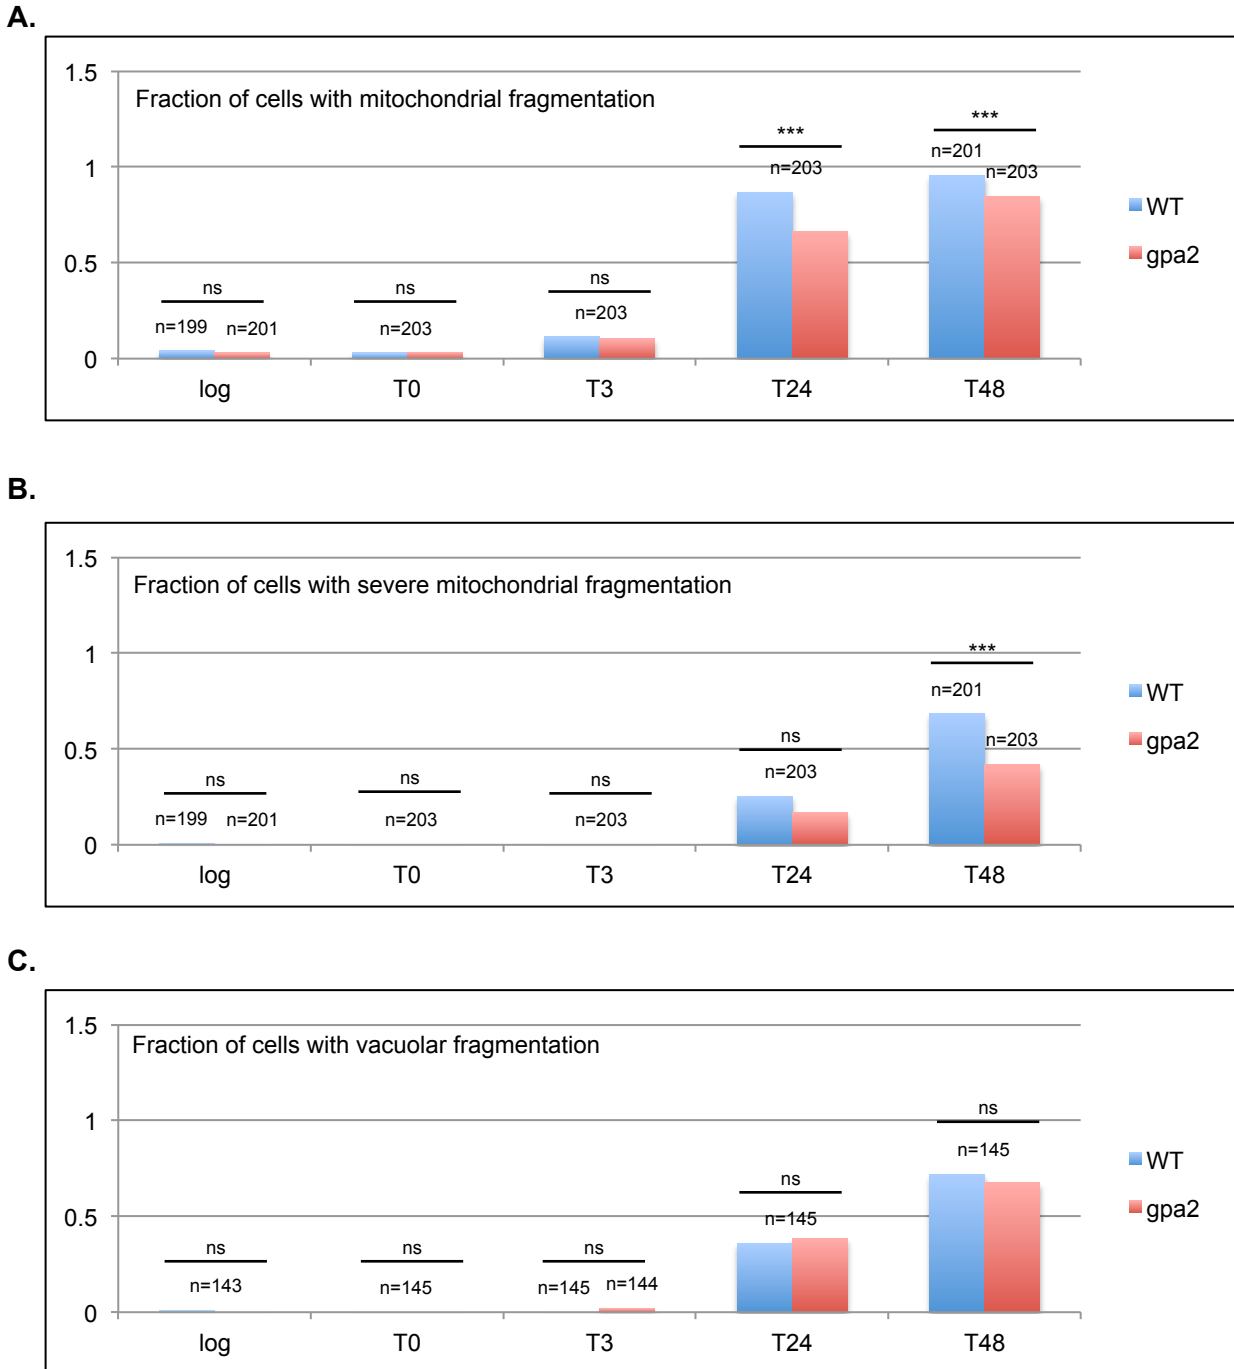 A.
1.5
Fraction of cells with mitochondrial fragmentation
*** ***
n=203 n=201 n=203
1
WT
gpa2
0.5
ns ns ns
n=199 n=201 n=203 n=203
0
log T0 T3 T24 T48
B.
1.5
Fraction of cells with severe mitochondrial fragmentation
1
***
n=201
WT
gpa2
n=203
0.5
ns
n=203
ns ns ns
n=199 n=201 n=203 n=203
0
log T0 T3 T24 T48
C.
1.5
Fraction of cells with vacuolar fragmentation
1
ns
n=145
WT
gpa2
ns
n=145
0.5
ns ns ns
n=143 n=145 n=145 n=144
0
log T0 T3 T24 T48